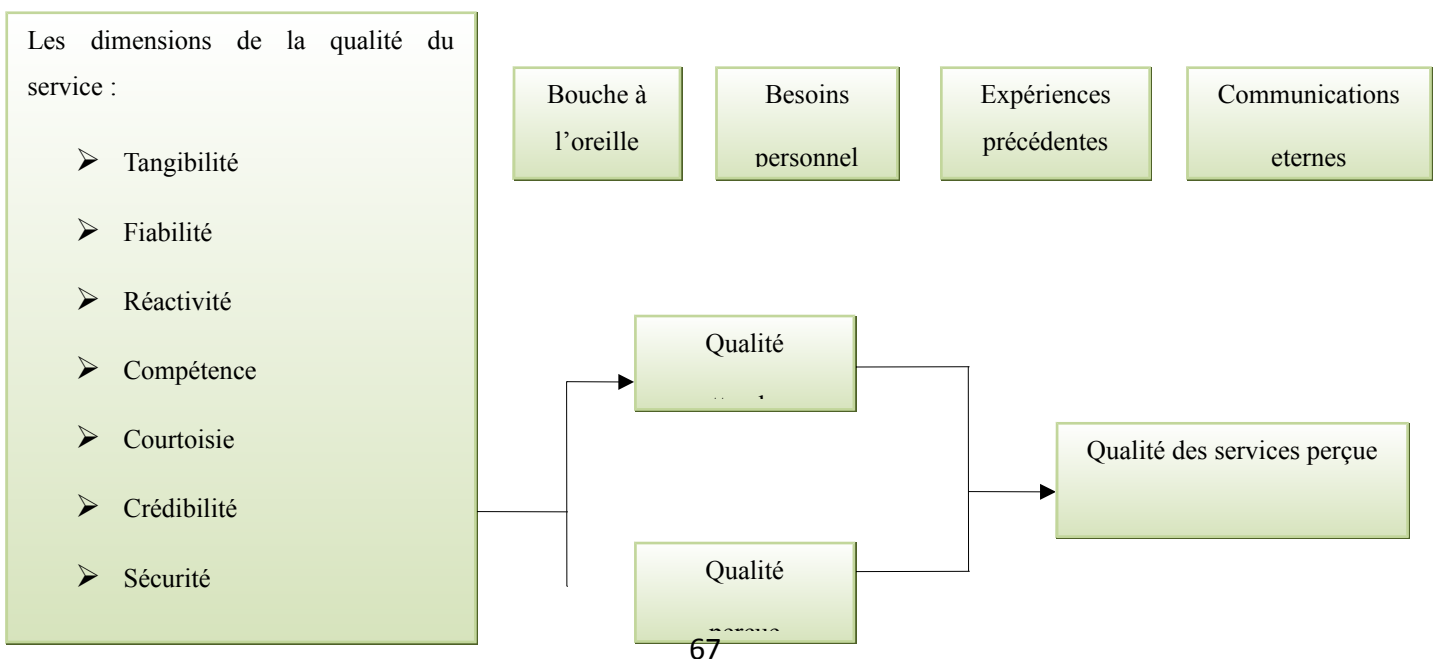 Les dimensions de la qualité du
service :
➢ Tangibilité
➢ Fiabilité
➢ Réactivité
➢ Compétence
➢ Courtoisie
➢ Crédibilité
➢ Sécurité
Bouche à
l’oreille
Besoins
personnel
Expériences
précédentes
Communications
eternes
Qualité
Qualité
Qualité des services perçue
67